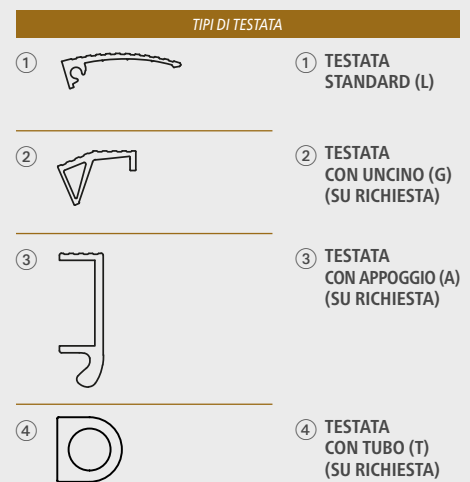 TIPI DI TESTATA
1 1 TESTATA
STANDARD (L)
2 2 TESTATA
CON UNCINO (G)
(SU RICHIESTA)
3 3 TESTATA
CON APPOGGIO (A)
(SU RICHIESTA)
4 4 TESTATA
CON TUBO (T)
(SU RICHIESTA)